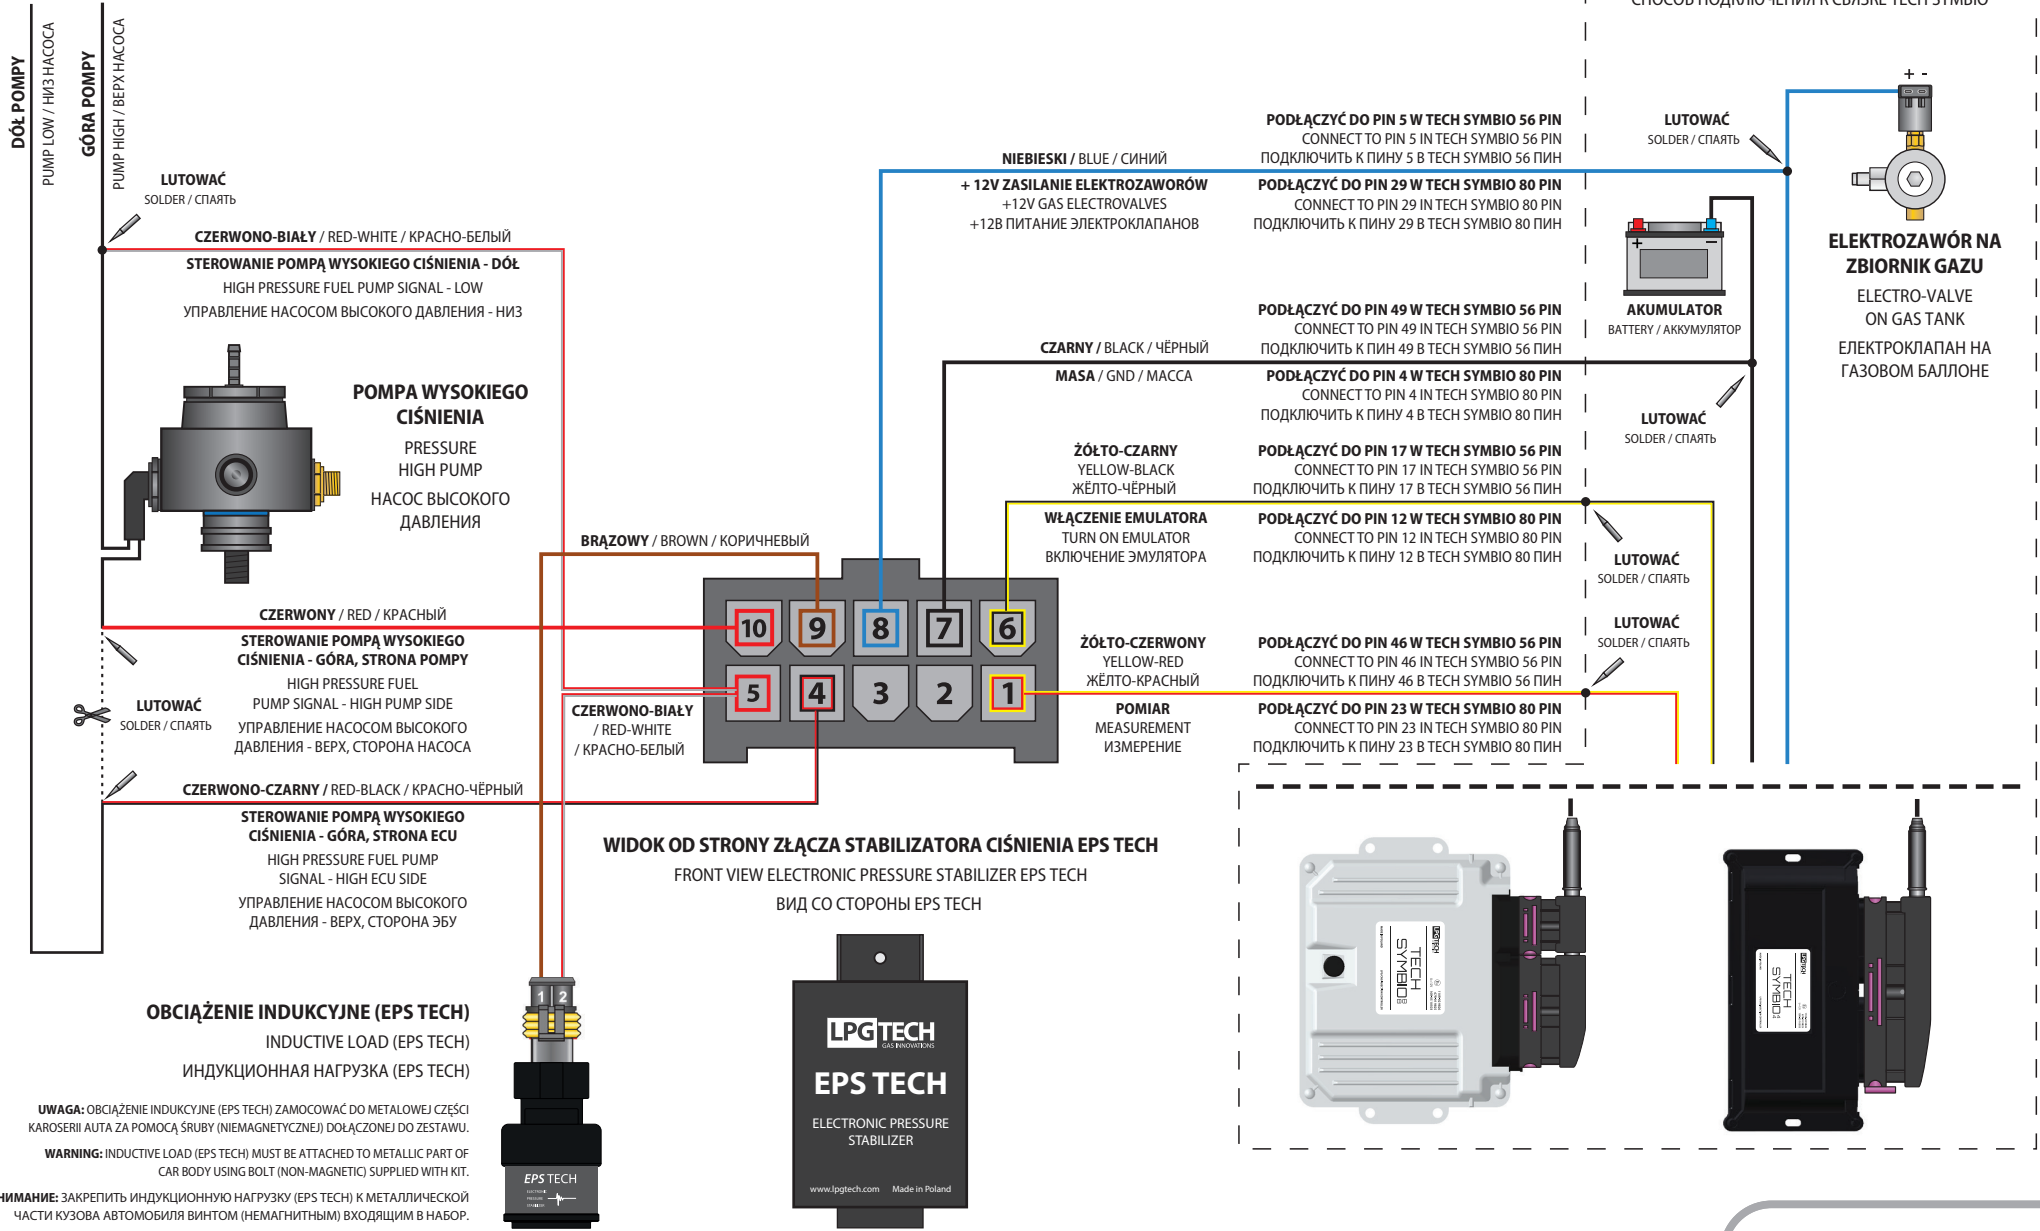 СПОСОБ ПОДКЛЮЧЕНИЯ К СВЯЗКЕ TECH SYMBIO
DÓŁ POMPY
PUMP LOW / НИЗ НАСОСА
GÓRA POMPY
PUMP HIGH / ВЕРХ НАСОСА
LUTOWAĆ
SOLDER / СПАЯТЬ
CZERWONO-BIAŁY / RED-WHITE / КРАСНО-БЕЛЫЙ
STEROWANIE POMPĄ WYSOKIEGO CIŚNIENIA - DÓŁ
HIGH PRESSURE FUEL PUMP SIGNAL - LOW
УПРАВЛЕНИЕ НАСОСОМ ВЫСОКОГО ДАВЛЕНИЯ - НИЗ
POMPA WYSOKIEGO
CIŚNIENIA
PRESSURE
HIGH PUMP
НАСОС ВЫСОКОГО
ДАВЛЕНИЯ
NIEBIESKI / BLUE / СИНИЙ
+ 12V ZASILANIE ELEKTROZAWORÓW
+12V GAS ELECTROVALVES
+12В ПИТАНИЕ ЭЛЕКТРОКЛАПАНОВ
PODŁĄCZYĆ DO PIN 5 W TECH SYMBIO 56 PIN
CONNECT TO PIN 5 IN TECH SYMBIO 56 PIN
ПОДКЛЮЧИТЬ К ПИНУ 5 В TECH SYMBIO 56 ПИН
PODŁĄCZYĆ DO PIN 29 W TECH SYMBIO 80 PIN
CONNECT TO PIN 29 IN TECH SYMBIO 80 PIN
ПОДКЛЮЧИТЬ К ПИНУ 29 В TECH SYMBIO 80 ПИН
LUTOWAĆ
SOLDER / СПАЯТЬ
+ -
+ –
AKUMULATOR
BATTERY / АККУМУЛЯТОР
ELEKTROZAWÓR NA
ZBIORNIK GAZU
ELECTRO-VALVE
ON GAS TANK
ЕЛЕКТРОКЛАПАН НА
ГАЗОВОМ БАЛЛОНЕ
CZARNY / BLACK / ЧЁРНЫЙ
MASA / GND / МАССА
PODŁĄCZYĆ DO PIN 49 W TECH SYMBIO 56 PIN
CONNECT TO PIN 49 IN TECH SYMBIO 56 PIN
ПОДКЛЮЧИТЬ К ПИН 49 В TECH SYMBIO 56 ПИН
PODŁĄCZYĆ DO PIN 4 W TECH SYMBIO 80 PIN
CONNECT TO PIN 4 IN TECH SYMBIO 80 PIN
ПОДКЛЮЧИТЬ К ПИНУ 4 В TECH SYMBIO 80 ПИН
LUTOWAĆ
SOLDER / СПАЯТЬ
ŻÓŁTO-CZARNY
YELLOW-BLACK
ЖЁЛТО-ЧЁРНЫЙ
WŁĄCZENIE EMULATORA
TURN ON EMULATOR
ВКЛЮЧЕНИЕ ЭМУЛЯТОРА
PODŁĄCZYĆ DO PIN 17 W TECH SYMBIO 56 PIN
CONNECT TO PIN 17 IN TECH SYMBIO 56 PIN
ПОДКЛЮЧИТЬ К ПИНУ 17 В TECH SYMBIO 56 ПИН
PODŁĄCZYĆ DO PIN 12 W TECH SYMBIO 80 PIN
CONNECT TO PIN 12 IN TECH SYMBIO 80 PIN
ПОДКЛЮЧИТЬ К ПИНУ 12 В TECH SYMBIO 80 ПИН
LUTOWAĆ
SOLDER / СПАЯТЬ
BRĄZOWY / BROWN / КОРИЧНЕВЫЙ
10 9 8 7 6
5 4 3 2 1
ŻÓŁTO-CZERWONY
YELLOW-RED
ЖЁЛТО-КРАСНЫЙ
POMIAR
MEASUREMENT
ИЗМЕРЕНИЕ
PODŁĄCZYĆ DO PIN 46 W TECH SYMBIO 56 PIN
CONNECT TO PIN 46 IN TECH SYMBIO 56 PIN
ПОДКЛЮЧИТЬ К ПИНУ 46 В TECH SYMBIO 56 ПИН
PODŁĄCZYĆ DO PIN 23 W TECH SYMBIO 80 PIN
CONNECT TO PIN 23 IN TECH SYMBIO 80 PIN
ПОДКЛЮЧИТЬ К ПИНУ 23 В TECH SYMBIO 80 ПИН
LUTOWAĆ
SOLDER / СПАЯТЬ
CZERWONY / RED / КРАСНЫЙ
STEROWANIE POMPĄ WYSOKIEGO
CIŚNIENIA - GÓRA, STRONA POMPY
HIGH PRESSURE FUEL
PUMP SIGNAL - HIGH PUMP SIDE
УПРАВЛЕНИЕ НАСОСОМ ВЫСОКОГО
ДАВЛЕНИЯ - ВЕРХ, СТОРОНА НАСОСА
LUTOWAĆ
SOLDER / СПАЯТЬ
CZERWONO-BIAŁY
/ RED-WHITE
/ КРАСНО-БЕЛЫЙ
CZERWONO-CZARNY / RED-BLACK / КРАСНО-ЧЁРНЫЙ
STEROWANIE POMPĄ WYSOKIEGO
CIŚNIENIA - GÓRA, STRONA ECU
HIGH PRESSURE FUEL PUMP
SIGNAL - HIGH ECU SIDE
УПРАВЛЕНИЕ НАСОСОМ ВЫСОКОГО
ДАВЛЕНИЯ - ВЕРХ, СТОРОНА ЭБУ
WIDOK OD STRONY ZŁĄCZA STABILIZATORA CIŚNIENIA EPS TECH
FRONT VIEW ELECTRONIC PRESSURE STABILIZER EPS TECH
ВИД СО СТОРОНЫ EPS TECH
OBCIĄŻENIE INDUKCYJNE (EPS TECH)
INDUCTIVE LOAD (EPS TECH)
ИНДУКЦИОННАЯ НАГРУЗКА (EPS TECH)
UWAGA: OBCIĄŻENIE INDUKCYJNE (EPS TECH) ZAMOCOWAĆ DO METALOWEJ CZĘŚCI
KAROSERII AUTA ZA POMOCĄ ŚRUBY (NIEMAGNETYCZNEJ) DOŁĄCZONEJ DO ZESTAWU.
WARNING: INDUCTIVE LOAD (EPS TECH) MUST BE ATTACHED TO METALLIC PART OF
CAR BODY USING BOLT (NON-MAGNETIC) SUPPLIED WITH KIT.
НИМАНИЕ: ЗАКРЕПИТЬ ИНДУКЦИОННУЮ НАГРУЗКУ (EPS TECH) К МЕТАЛЛИЧЕСКОЙ
ЧАСТИ КУЗОВА АВТОМОБИЛЯ ВИНТОМ (НЕМАГНИТНЫМ) ВХОДЯЩИМ В НАБОР.
1 2
EPS TECH
ELECTRONIC
PRESSURE
STABILIZER
LPGTECH
GAS INNOVATIONS
EPS TECH
ELECTRONIC PRESSURE
STABILIZER
www.lpgtech.com Made in Poland
LPGTECH
TECH
SYMBIO
LPGTECH
TECH
SYMBIO